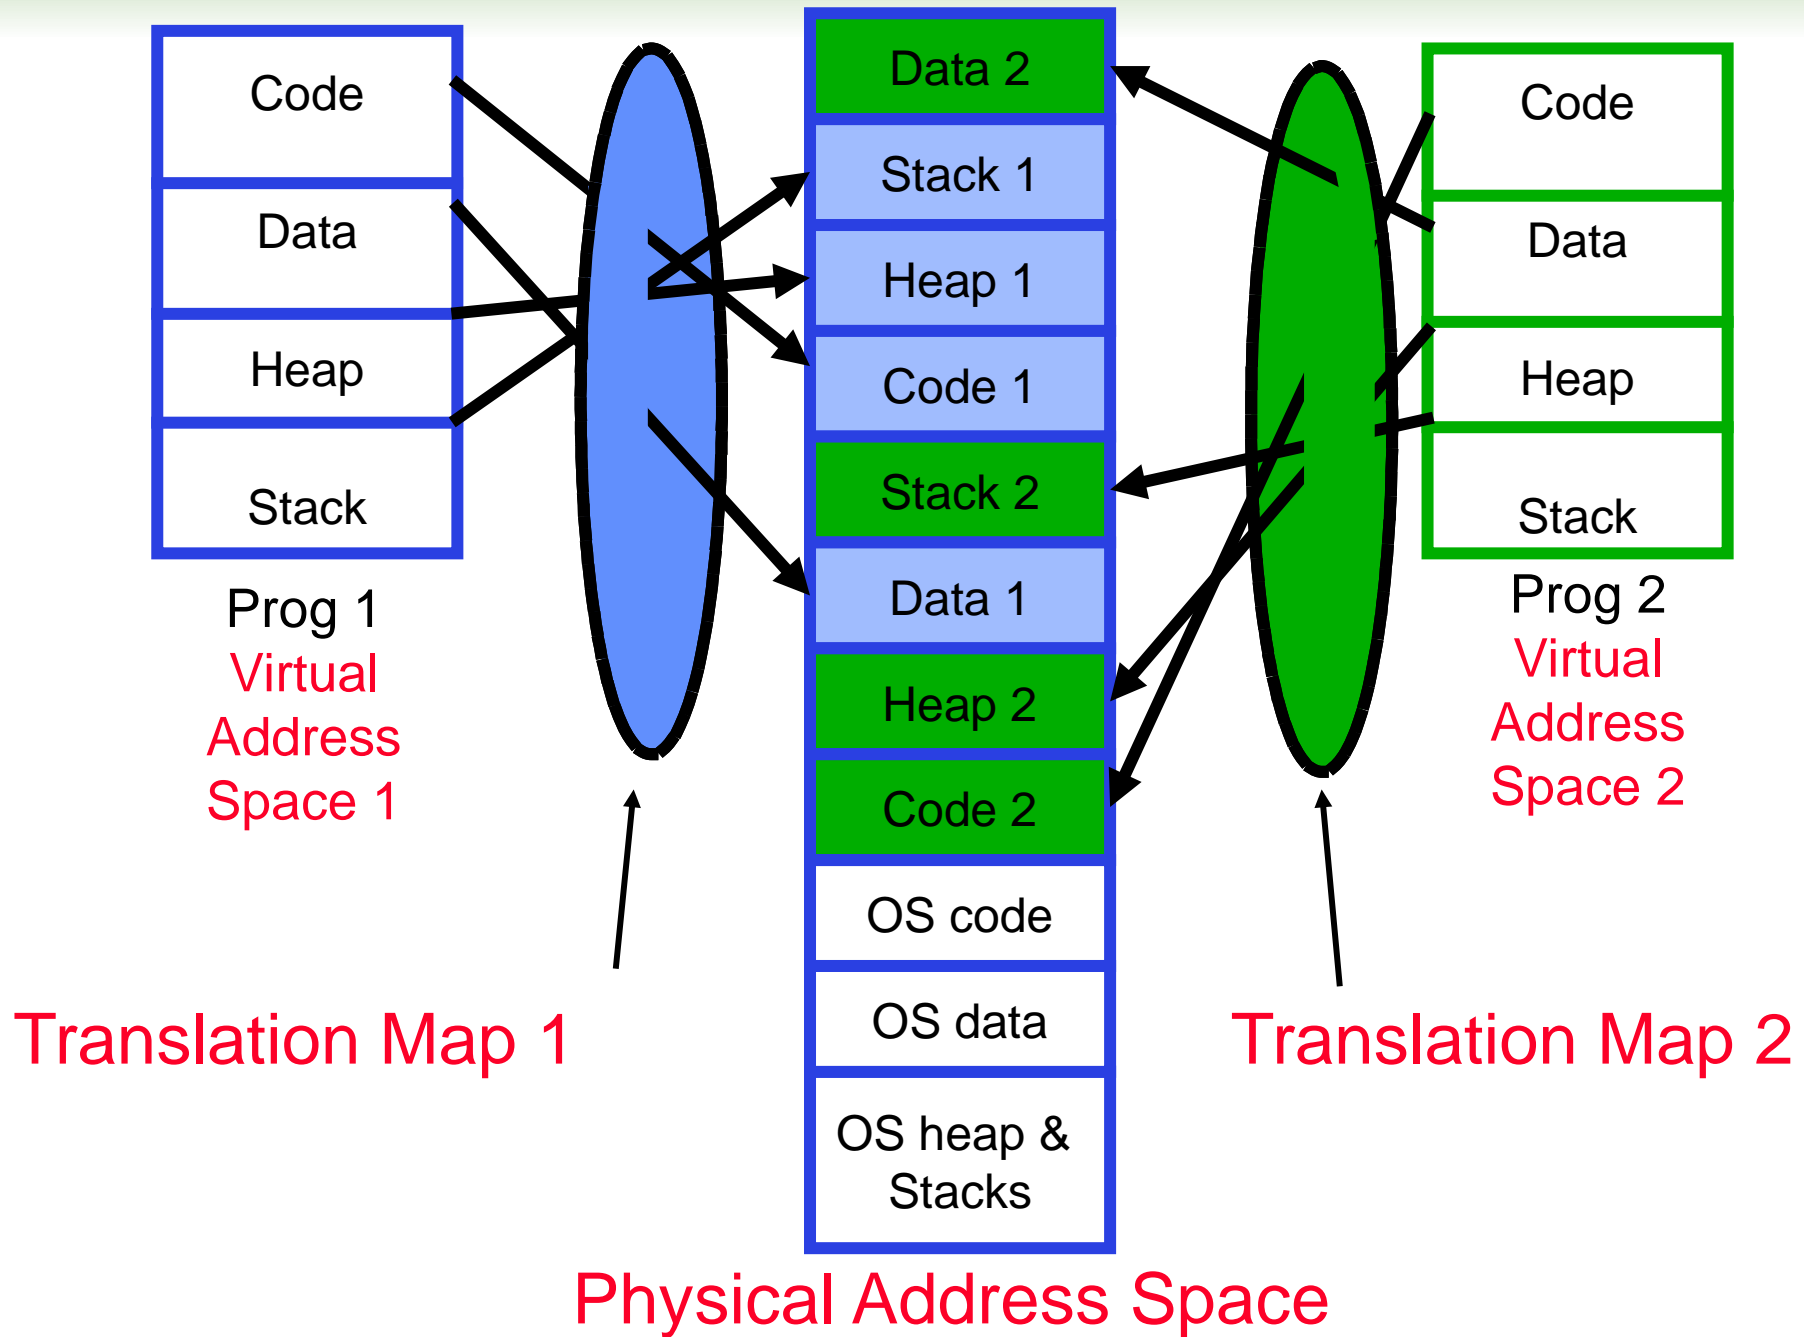 Code
Data
Heap
Stack
Prog 1
Virtual
Address
Space 1
Translation Map 1
Data 2
Stack 1
Heap 1
Code 1
Stack 2
Data 1
Heap 2
Code 2
OS code
OS data
OS heap &
Stacks
Physical Address Space
Code
Data
Heap
Stack
Prog 2
Virtual
Address
Space 2
Translation Map 2